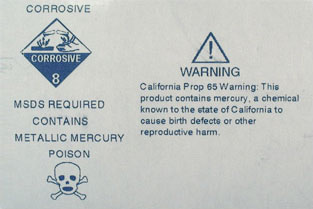 CORROSIVE
CORROSIVE
8
MSDS REQUIRED
CONTAINS
METALLIC MERCURY
POISON
WARNING
California Prop 65 Warning: This
product contains mercury, a chemical
known to the state of California to
cause birth defects or other
reproductive harm.